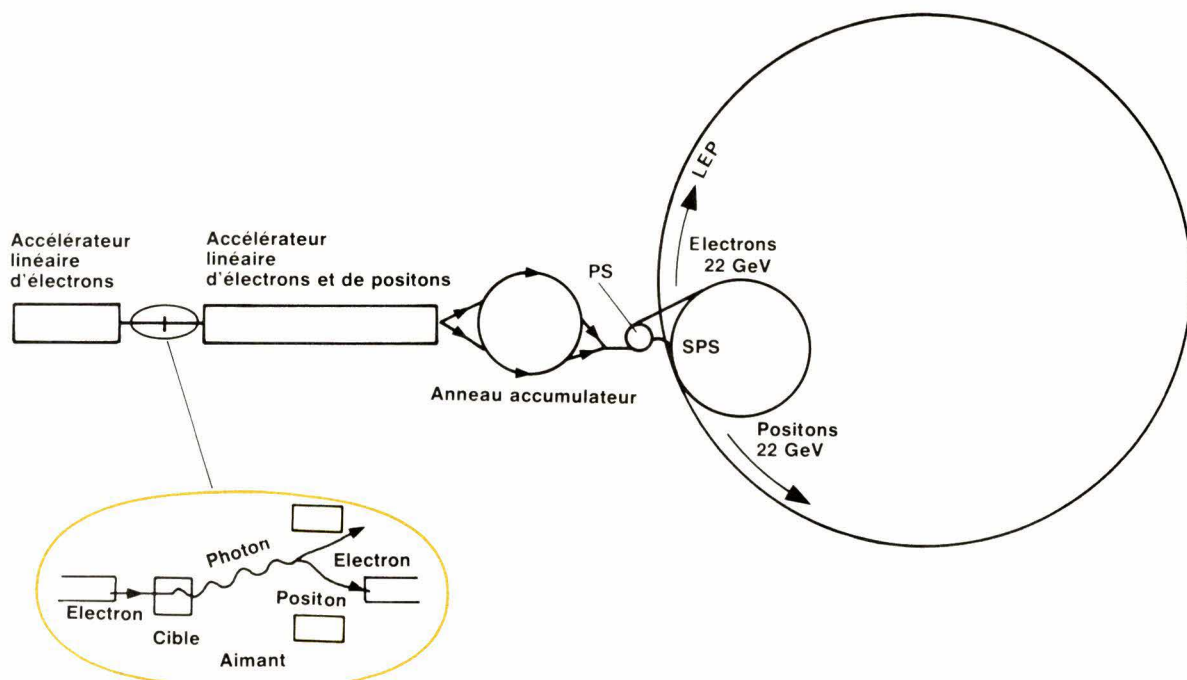 Accélérateur
linéaire
d'électrons
Accélérateur
linéaire
d'électrons et de positons
Anneau accumulateur
PS
LEP
Electrons
22 GeV
SPS
Positons
22 GeV
Photon
Electron
Electron
Positon
Cible
Aimant